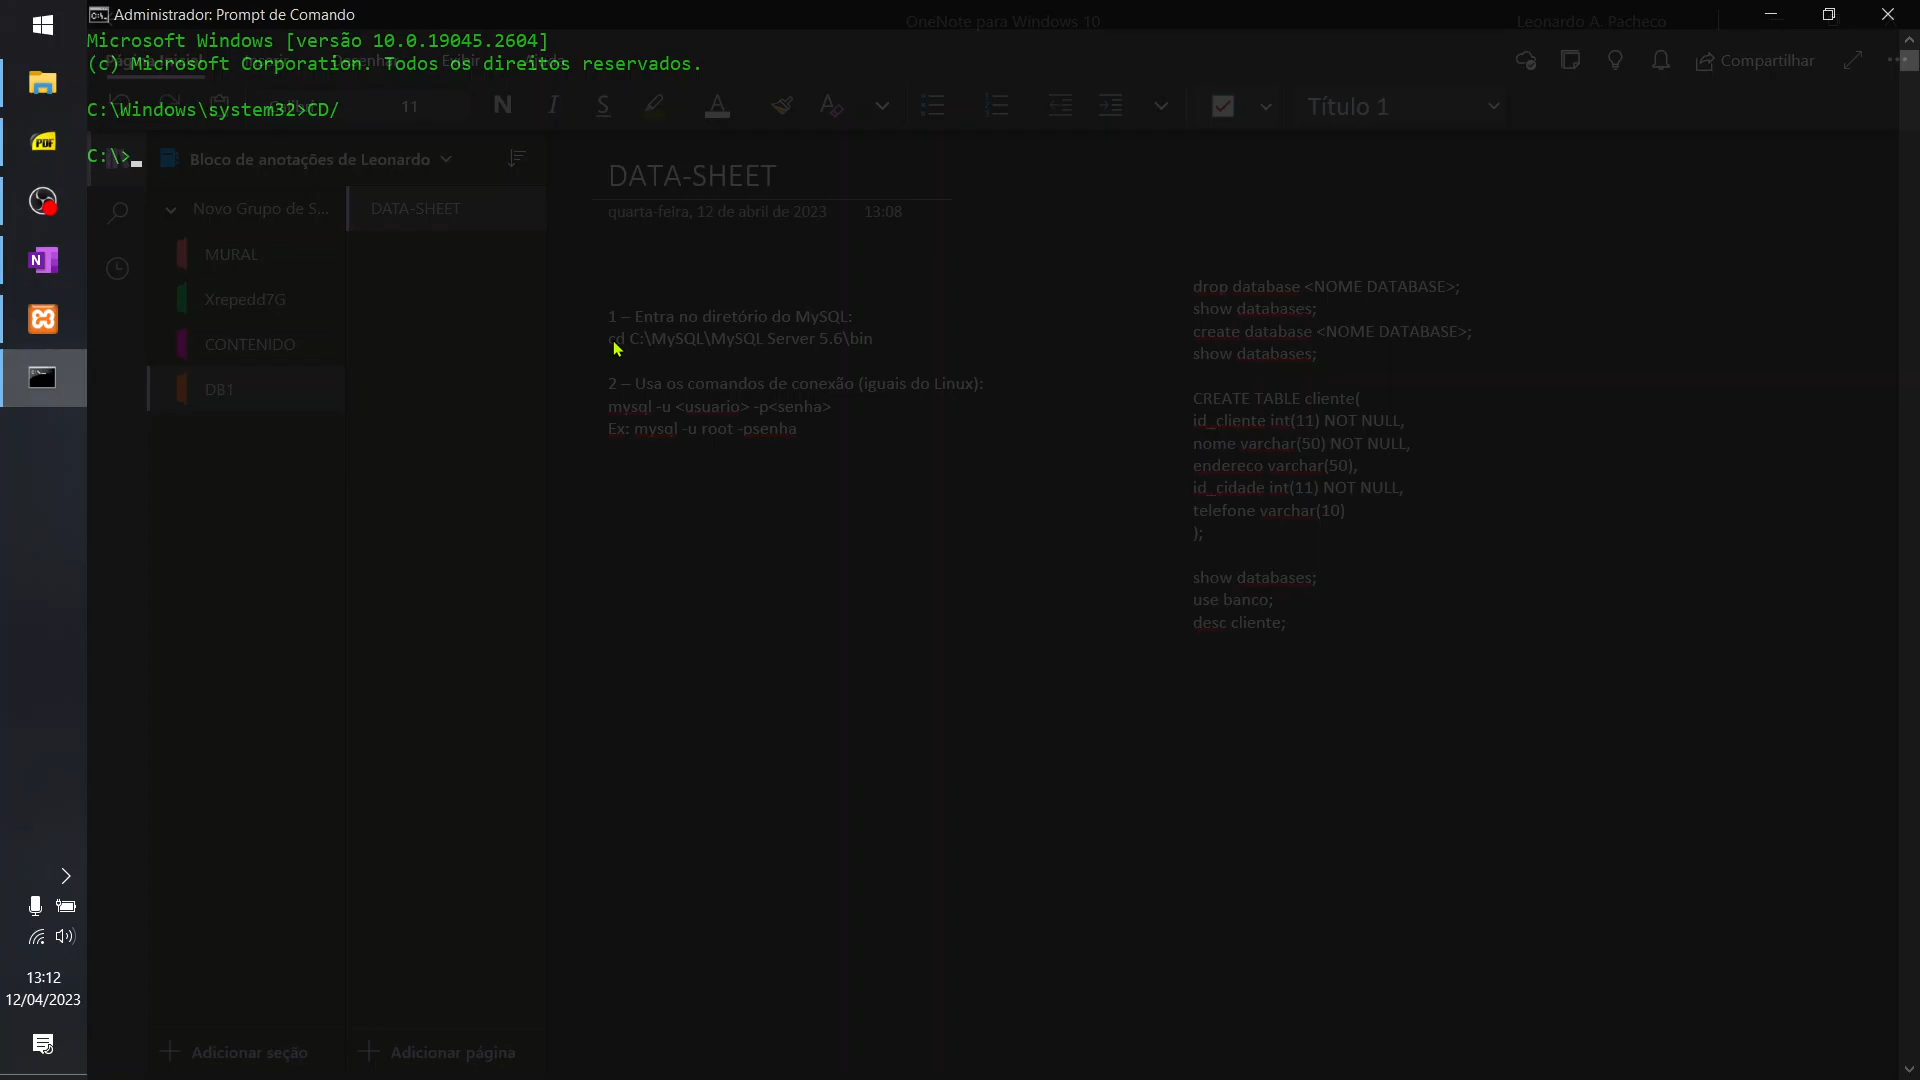 Administrador: Prompt de Comando
OneNote para Windows 10
Leonardo A. Pacheco
Microsoft Windows [versão 10.0.19045.2604]
(c) Microsoft Corporation. Todos os direitos reservados.
Compartilhar
C:\Windows\system32>CD/
11
N
I
S
A
Título 1
C:\>
Bloco de anotações de Leonardo
Novo Grupo de S...
MURAL
Xrepedd7G
CONTENIDO
DB1
DATA-SHEET
DATA-SHEET
quarta-feira, 12 de abril de 2023 13:08
1 – Entra no diretório do MySQL:
cd C:\MySQL\MySQL Server 5.6\bin
2 – Usa os comandos de conexão (iguais do Linux):
mysql -u <usuario> -p<senha>
Ex: mysql -u root -psenha
drop database <NOME DATABASE>;
show databases;
create database <NOME DATABASE>;
show databases;
CREATE TABLE cliente(
id_cliente int(11) NOT NULL,
nome varchar(50) NOT NULL,
endereco varchar(50),
id_cidade int(11) NOT NULL,
telefone varchar(10)
);
show databases;
use banco;
desc cliente;
Adicionar seção
Adicionar página
PDF
N
13:12
12/04/2023